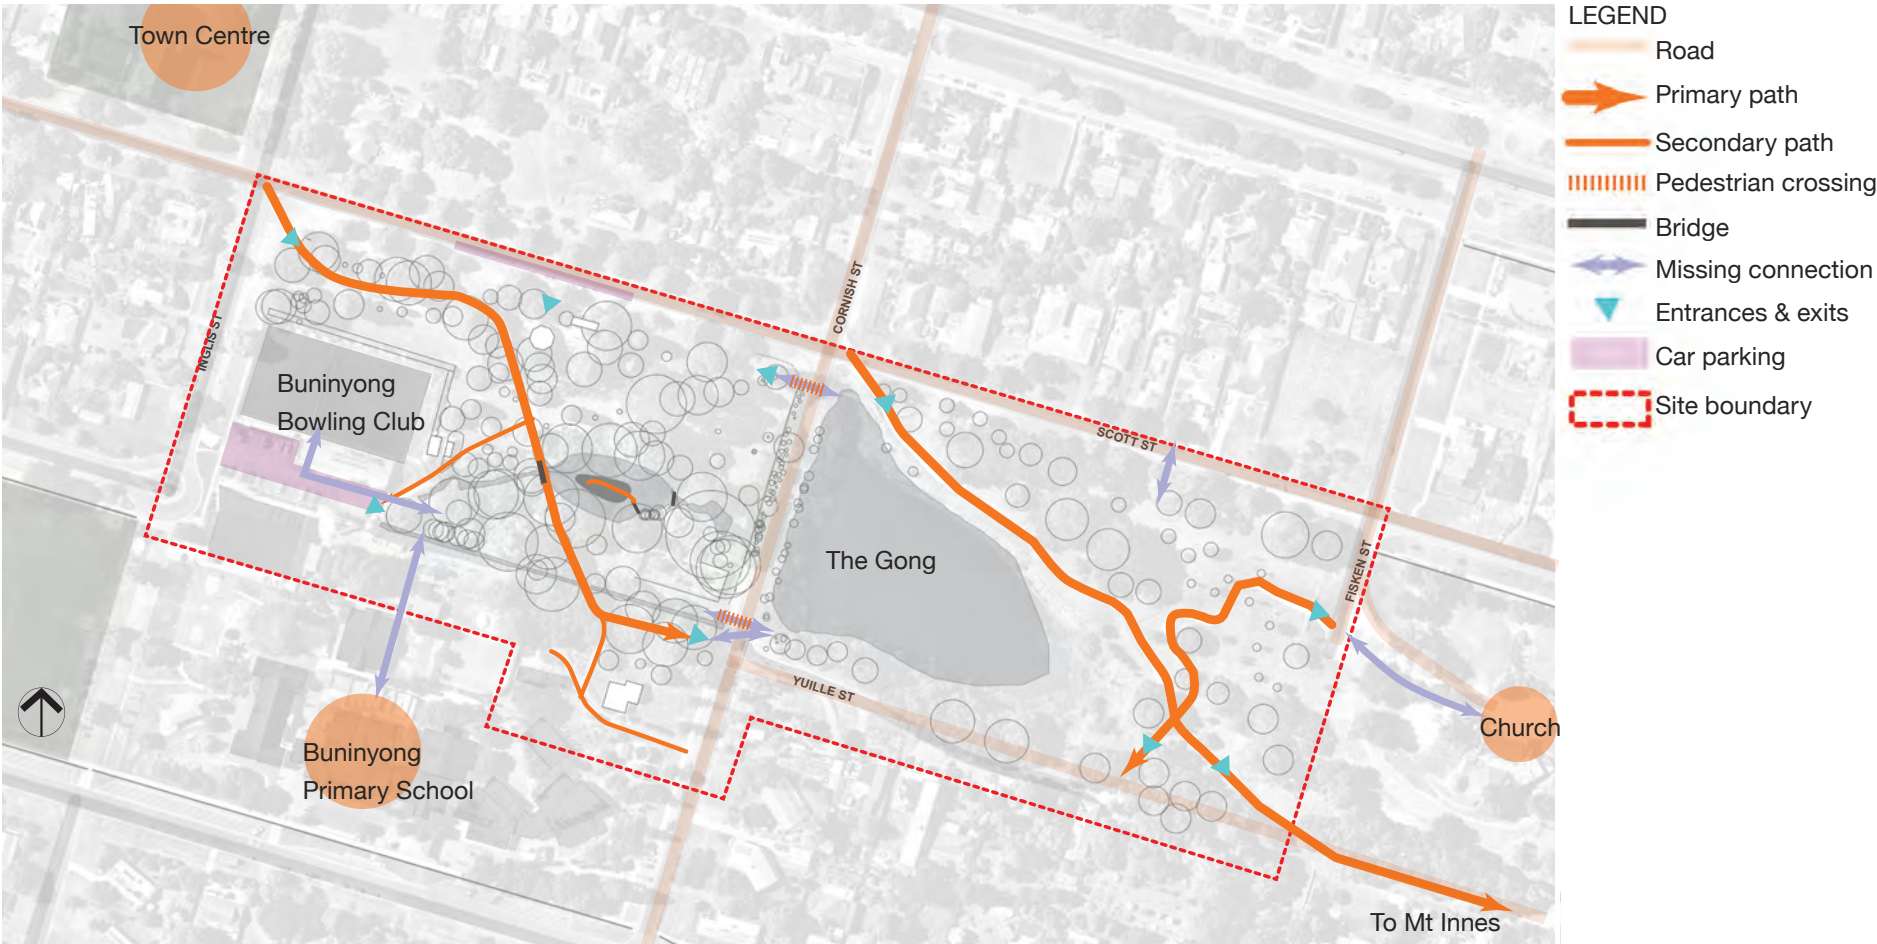 Town Centre
LEGEND
Road
Primary path
Secondary path
Pedestrian crossing
Bridge
Missing connection
Entrances & exits
Car parking
Site boundary
CORNISH ST
INGLIS ST
Buninyong
Bowling Club
SCOTT ST
The Gong
FISKEN ST
YUILLE ST
Church
Buninyong
Primary School
To Mt Innes